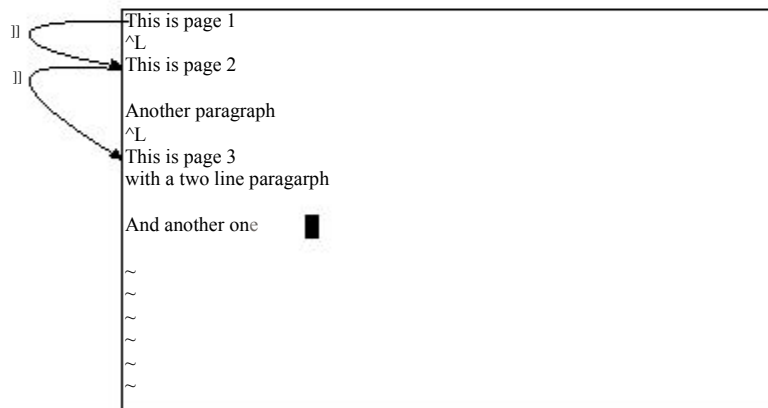 ]]
]]
This is page 1
^L
This is page 2

Another paragraph
^L
This is page 3
with a two line paragarph

And another one

~
~
~
~
~
~